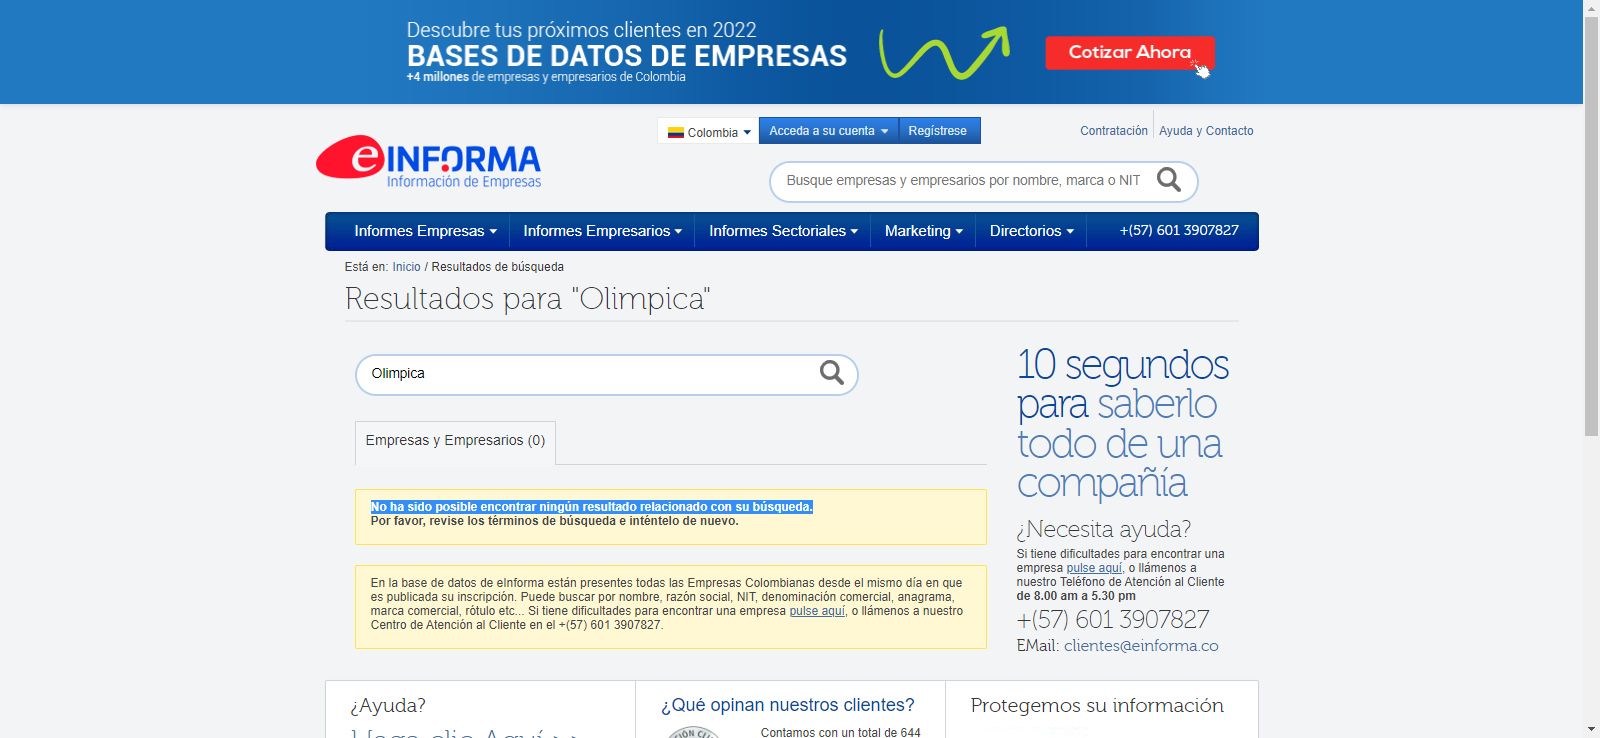 Descubre tus próximos clientes en 2022
BASES DE DATOS DE EMPRESAS
+4 millones de empresas y empresarios de Colombia
Cotizar Ahora
Colombia
Acceda a su cuenta
Regístrese
Contratación
Ayuda y Contacto
eINFORMA
Información de Empresas
Busque empresas y empresarios por nombre, marca o NIT
Informes Empresas
Informes Empresarios
Informes Sectoriales
Marketing
Directorios
+(57) 601 3907827
Está en: Inicio / Resultados de búsqueda
Resultados para "Olimpica"
Olimpica
Empresas y Empresarios (0)
No ha sido posible encontrar ningún resultado relacionado con su búsqueda.
Por favor, revise los términos de búsqueda e inténtelo de nuevo.
En la base de datos de eInforma están presentes todas las Empresas Colombianas desde el mismo día en que
es publicada su inscripción. Puede buscar por nombre, razón social, NIT, denominación comercial, anagrama,
marca comercial, rótulo etc... Si tiene dificultades para encontrar una empresa pulse aquí, o llámenos a nuestro
Centro de Atención al Cliente en el +(57) 601 3907827.
10 segundos
para saberlo
todo de una
compañía
¿Necesita ayuda?
Si tiene dificultades para encontrar una
empresa pulse aquí, o llámenos a
nuestro Teléfono de Atención al Cliente
de 8.00 am a 5.30 pm
+(57) 601 3907827
EMail: clientes@einforma.co
¿Ayuda?
¿Qué opinan nuestros clientes?
Contamos con un total de 644
Protegemos su información